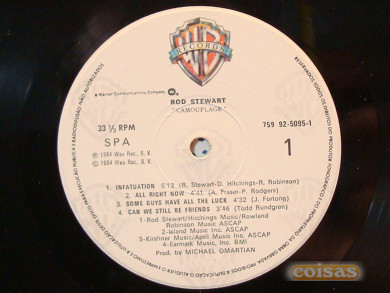 WB
RECORDS
a Warner Communications Company
ROD STEWART
CAMOUFLAGE
33 1/3 RPM
759 92-5095-1
SPA
1
℗ 1984 Wea Rec. B. V.
© 1984 Wea Rec. B. V.
1. INFATUATION 5'12 (R. Stewart-D. Hitchings-R. Robinson)
2. ALL RIGHT NOW 4'41 (A. Fraser-P. Rodgers)
3. SOME GUYS HAVE ALL THE LUCK 4'32 (J. Fortong)
4. CAN WE STILL BE FRIENDS 3'46 (Todd Rundgren)
1-Rod Stewart/Hitchings Music/Rowland
Robinson Music ASCAP
2-Island Music Inc. ASCAP
3-Kirshner Music/April Music Inc. ASCAP
4-Earmark Music Inc. BMI
Prod. by MICHAEL OMARTIAN
coisas